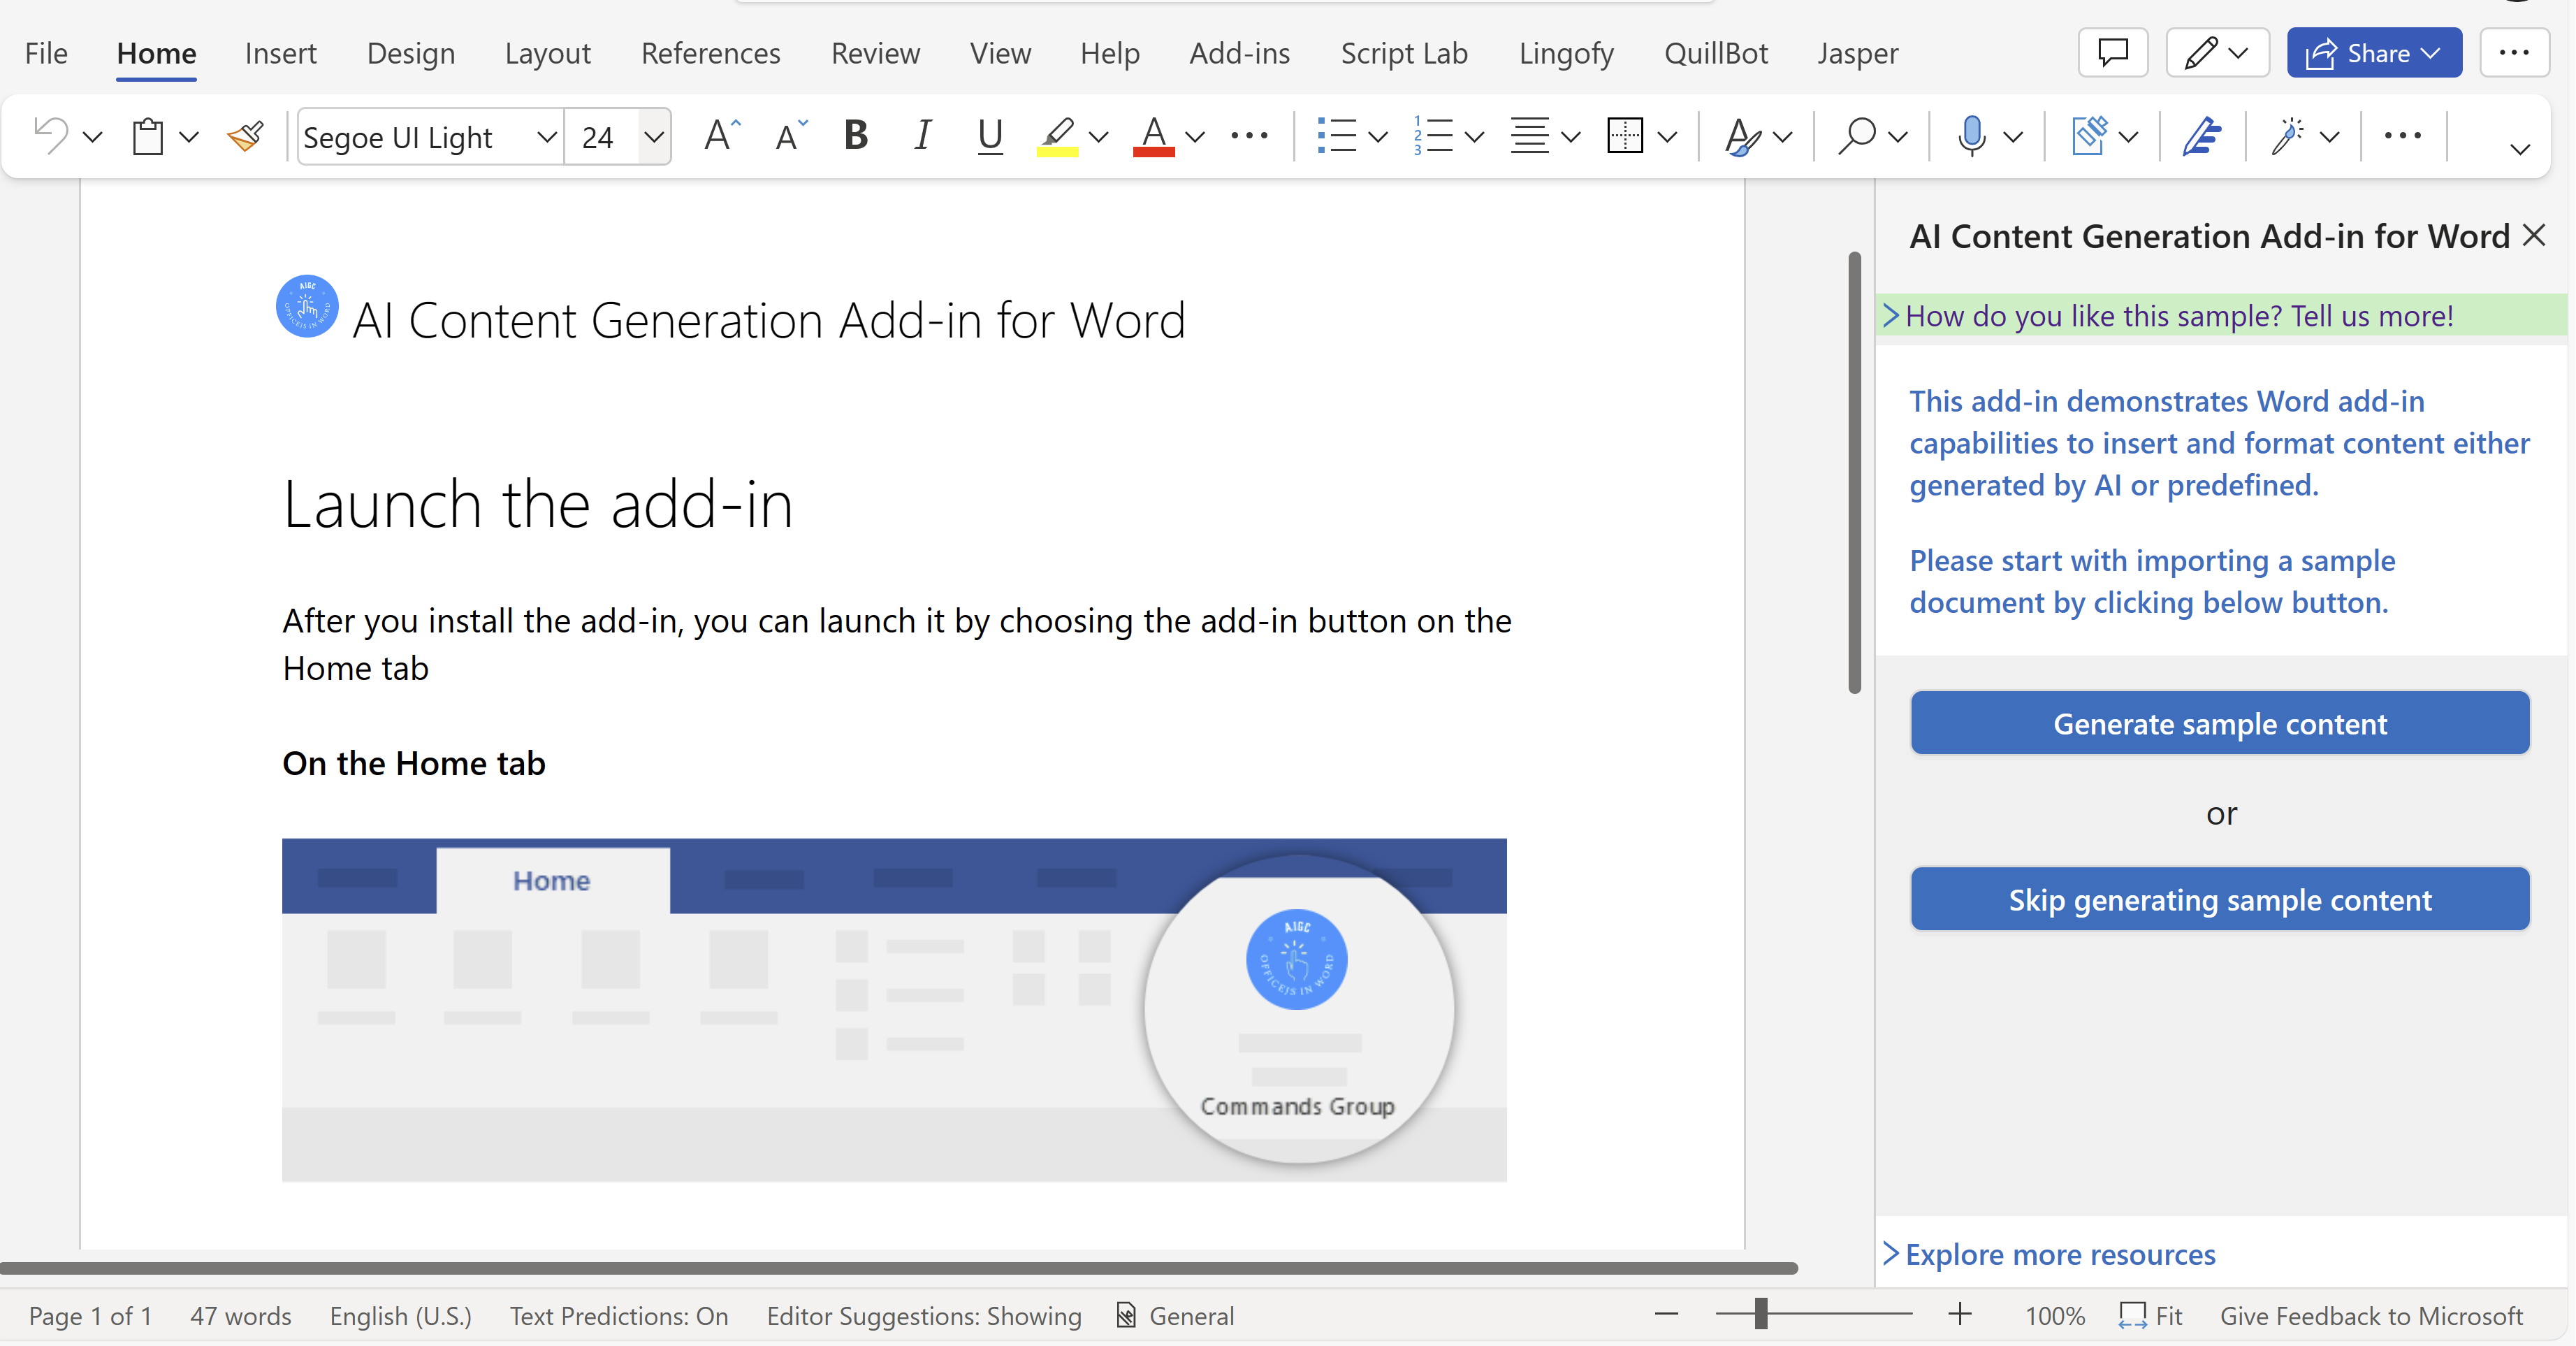 File Home Insert Design Layout References Review View Help Add-ins Script Lab Lingofy QuillBot Jasper Share
Segoe UI Light 24
AIGC
OFFICEJS IN WORD
AI Content Generation Add-in for Word
Launch the add-in
After you install the add-in, you can launch it by choosing the add-in button on the
Home tab
On the Home tab
Home
AIGC
OFFICEJS IN WORD
Commands Group
AI Content Generation Add-in for Word
How do you like this sample? Tell us more!
This add-in demonstrates Word add-in
capabilities to insert and format content either
generated by AI or predefined.
Please start with importing a sample
document by clicking below button.
Generate sample content
or
Skip generating sample content
Explore more resources
Page 1 of 1 47 words English (U.S.) Text Predictions: On Editor Suggestions: Showing General 100% Fit Give Feedback to Microsoft